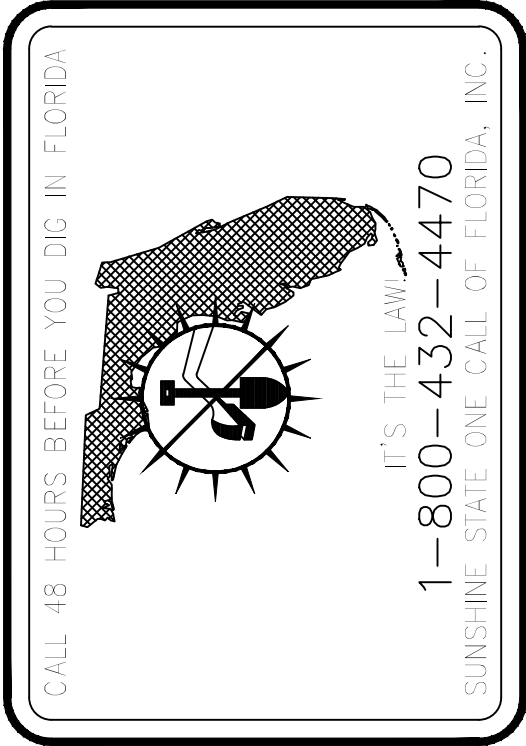 CALL 48 HOURS BEFORE YOU DIG IN FLORIDA
IT'S THE LAW!
1-800-432-4470
SUNSHINE STATE ONE CALL OF FLORIDA, INC.